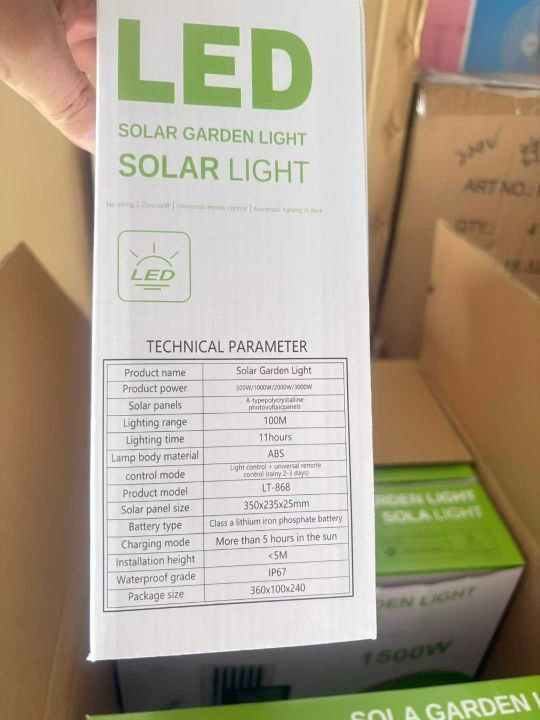 LED
SOLAR GARDEN LIGHT
SOLAR LIGHT
No wiring | Zero tariff | Universal remote control | Automatic lighting in dark
LED
TECHNICAL PARAMETER
Product name Solar Garden Light
Product power 500W/1000W/2000W/3000W
Solar panels A-typepolycrystalline
photovoltaicpanels
Lighting range 100M
Lighting time 11hours
Lamp body material ABS
control mode Light control + universal remote
control (rainy 2-3 days)
Product model LT-868
Solar panel size 350x235x25mm
Battery type Class a lithium iron phosphate battery
Charging mode More than 5 hours in the sun
Installation height <5M
Waterproof grade IP67
Package size 360x100x240
ART NO.:
QTY: 4
RDEN LIGHT
SOLA LIGHT
DEN LIGHT
1500W
SOLA GARDEN L